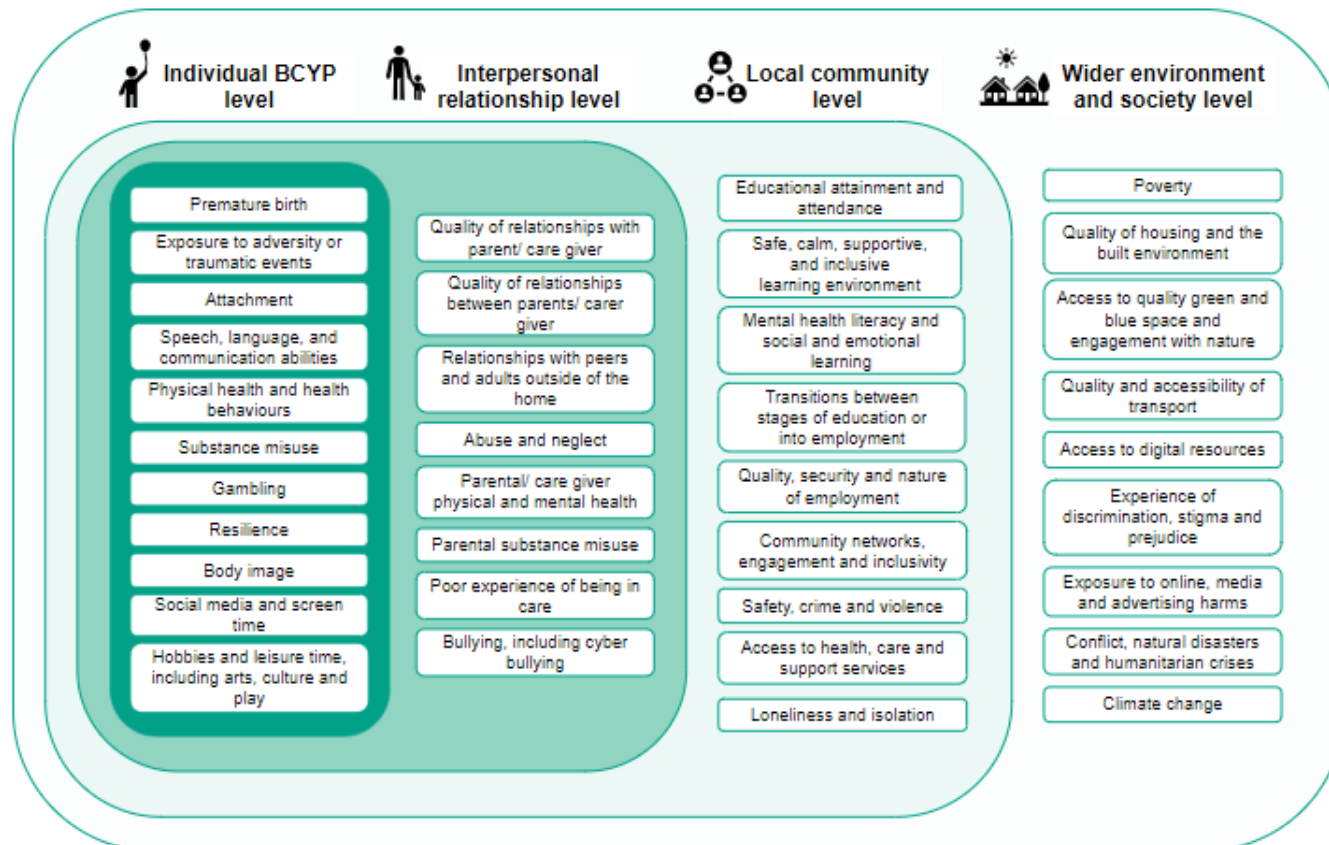 Individual BCYP
level
Interpersonal
relationship level
Local community
level
Wider environment
and society level
Premature birth
Exposure to adversity or
traumatic events
Attachment
Speech, language, and
communication abilities
Physical health and health
behaviours
Substance misuse
Gambling
Resilience
Body image
Social media and screen
time
Hobbies and leisure time,
including arts, culture and
play
Quality of relationships with
parent/ care giver
Quality of relationships
between parents/ carer
giver
Relationships with peers
and adults outside of the
home
Abuse and neglect
Parental/ care giver
physical and mental health
Parental substance misuse
Poor experience of being in
care
Bullying, including cyber
bullying
Educational attainment and
attendance
Safe, calm, supportive,
and inclusive
learning environment
Mental health literacy and
social and emotional
learning
Transitions between
stages of education or
into employment
Quality, security and nature
of employment
Community networks,
engagement and inclusivity
Safety, crime and violence
Access to health, care and
support services
Loneliness and isolation
Poverty
Quality of housing and the
built environment
Access to quality green and
blue space and
engagement with nature
Quality and accessibility of
transport
Access to digital resources
Experience of
discrimination, stigma and
prejudice
Exposure to online, media
and advertising harms
Conflict, natural disasters
and humanitarian crises
Climate change